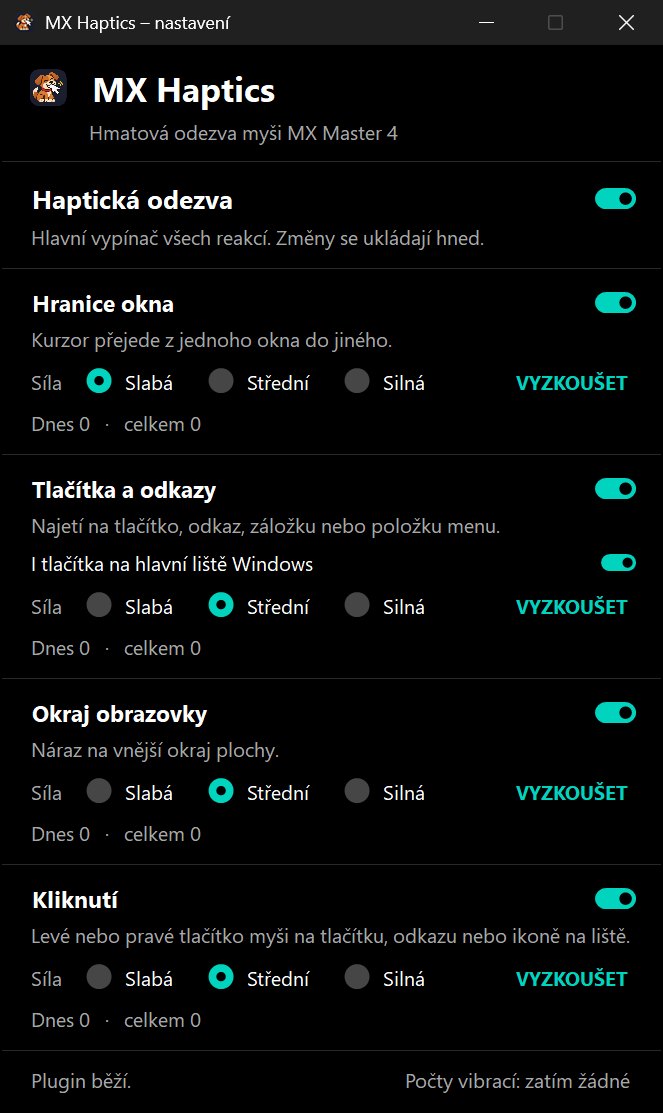 MX Haptics – nastavení
MX Haptics
Hmatová odezva myši MX Master 4
Haptická odezva
Hlavní vypínač všech reakcí. Změny se ukládají hned.
Hranice okna
Kurzor přejede z jednoho okna do jiného.
Síla Slabá Střední Silná VYZKOUŠET
Dnes 0 · celkem 0
Tlačítka a odkazy
Najetí na tlačítko, odkaz, záložku nebo položku menu.
I tlačítka na hlavní liště Windows
Síla Slabá Střední Silná VYZKOUŠET
Dnes 0 · celkem 0
Okraj obrazovky
Náraz na vnější okraj plochy.
Síla Slabá Střední Silná VYZKOUŠET
Dnes 0 · celkem 0
Kliknutí
Levé nebo pravé tlačítko myši na tlačítku, odkazu nebo ikoně na liště.
Síla Slabá Střední Silná VYZKOUŠET
Dnes 0 · celkem 0
Plugin běží. Počty vibrací: zatím žádné